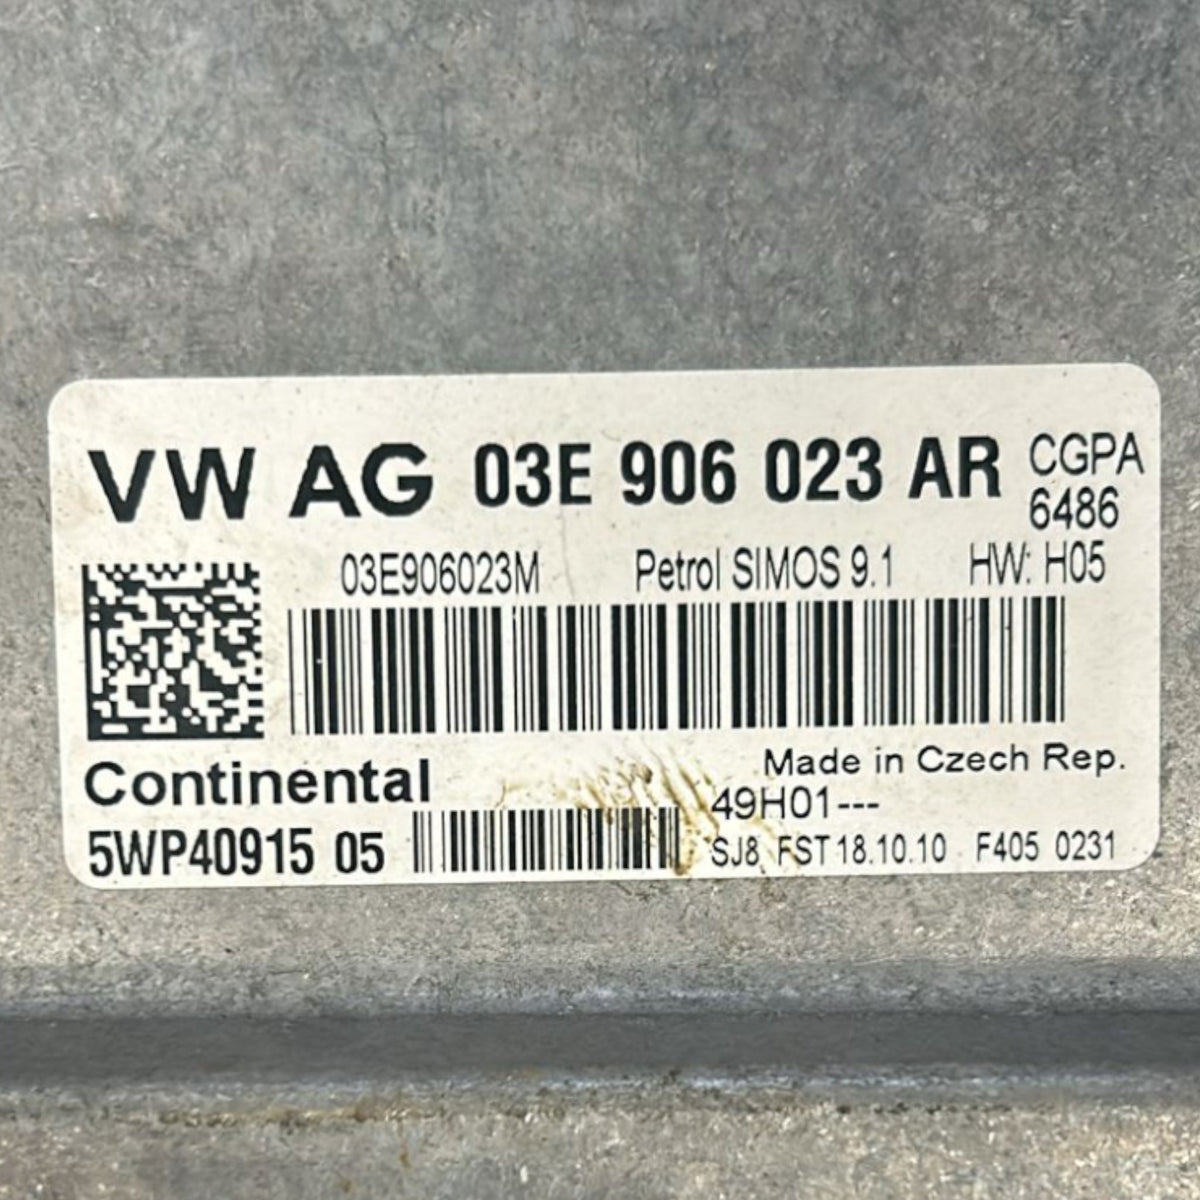 VW AG 03E 906 023 AR CGPA
6486
03E906023M Petrol SIMOS 9.1 HW: H05
Continental
Made in Czech Rep.
49H01---
5WP40915 05
SJ8 FST 18.10.10 F405 0231